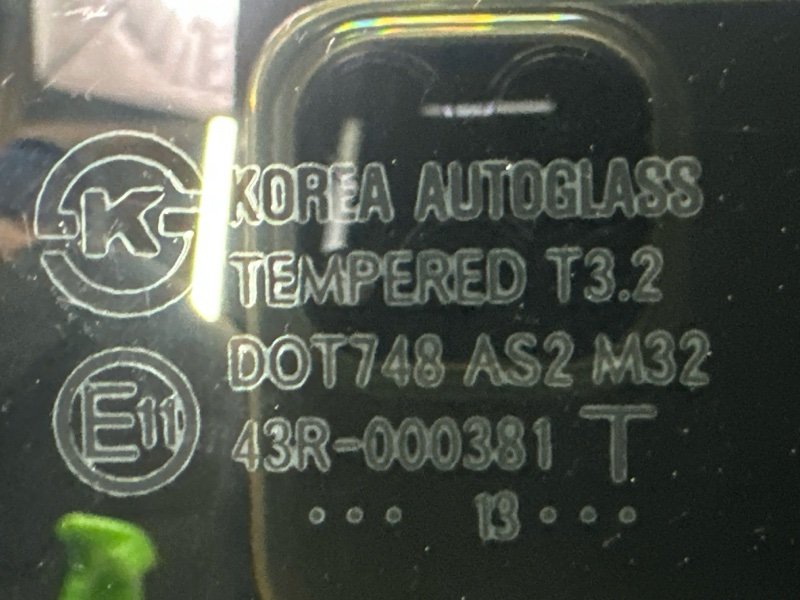 K
KOREA AUTOGLASS
TEMPERED T3.2
DOT748 AS2 M32
E11
43R-000381 T
••• 13 •••